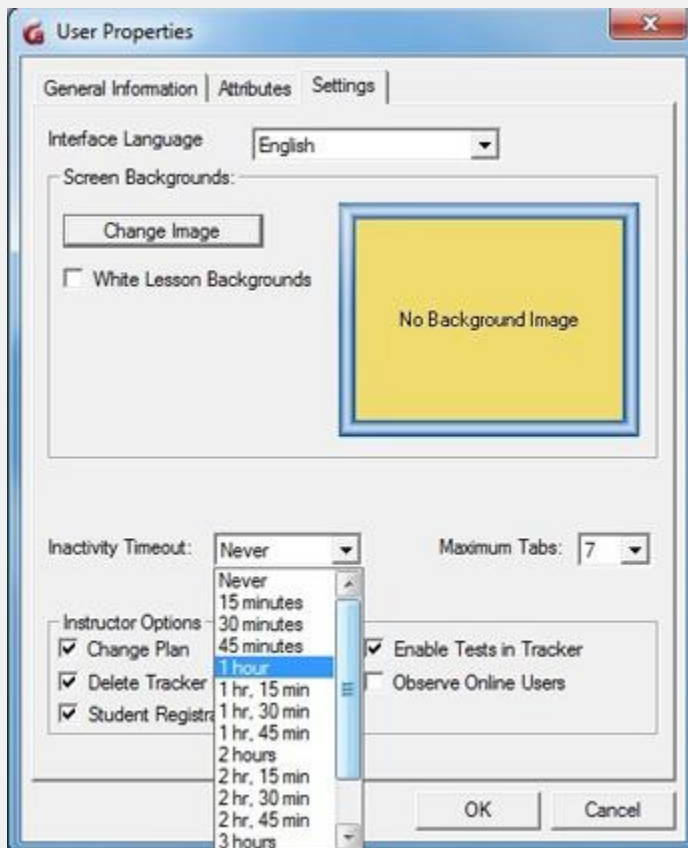 User Properties
General Information Attributes Settings
Interface Language English
Screen Backgrounds:
Change Image
White Lesson Backgrounds
No Background Image
Inactivity Timeout: Never Maximum Tabs: 7
Never
15 minutes
30 minutes
45 minutes
1 hour
1 hr, 15 min
1 hr, 30 min
1 hr, 45 min
2 hours
2 hr, 15 min
2 hr, 30 min
2 hr, 45 min
3 hours
Instructor Options
Change Plan Enable Tests in Tracker
Delete Tracker Observe Online Users
Student Registra
OK Cancel